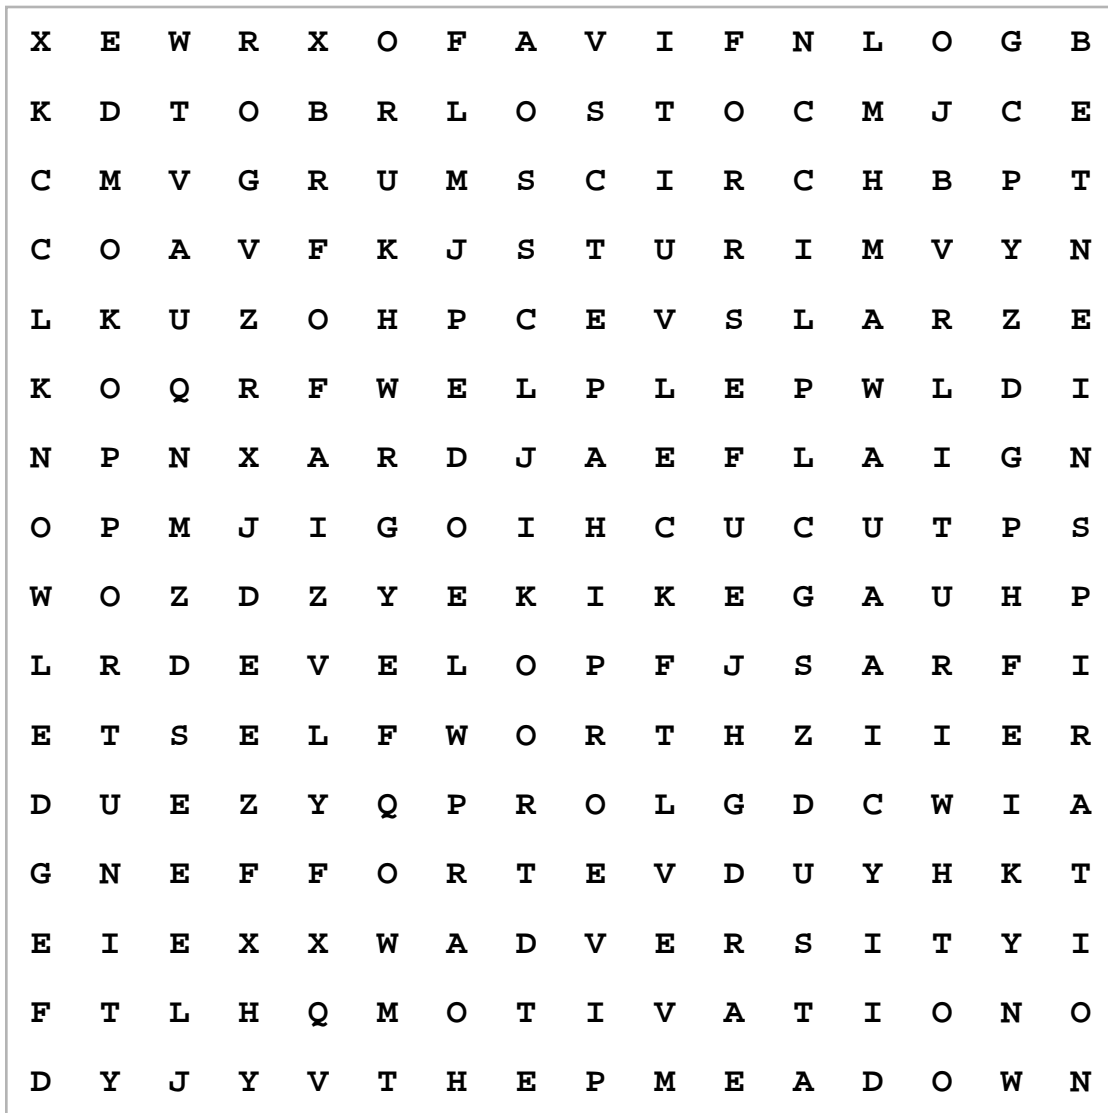 X E W R X O F A V I F N L O G B
K D T O B R L O S T O C M J C E
C M V G R U M S C I R C H B P T
C O A V F K J S T U R I M V Y N
L K U Z O H P C E V S L A R Z E
K O Q R F W E L P L E P W L D I
N P N X A R D J A E F L A I G N
O P M J I G O I H C U C U T P S
W O Z D Z Y E K I K E G A U H P
L R D E V E L O P F J S A R F I
E T S E L F W O R T H Z I I E R
D U E Z Y Q P R O L G D C W I A
G N E F F O R T E V D U Y H K T
E I E X X W A D V E R S I T Y I
F T L H Q M O T I V A T I O N O
D Y J Y V T H E P M E A D O W N